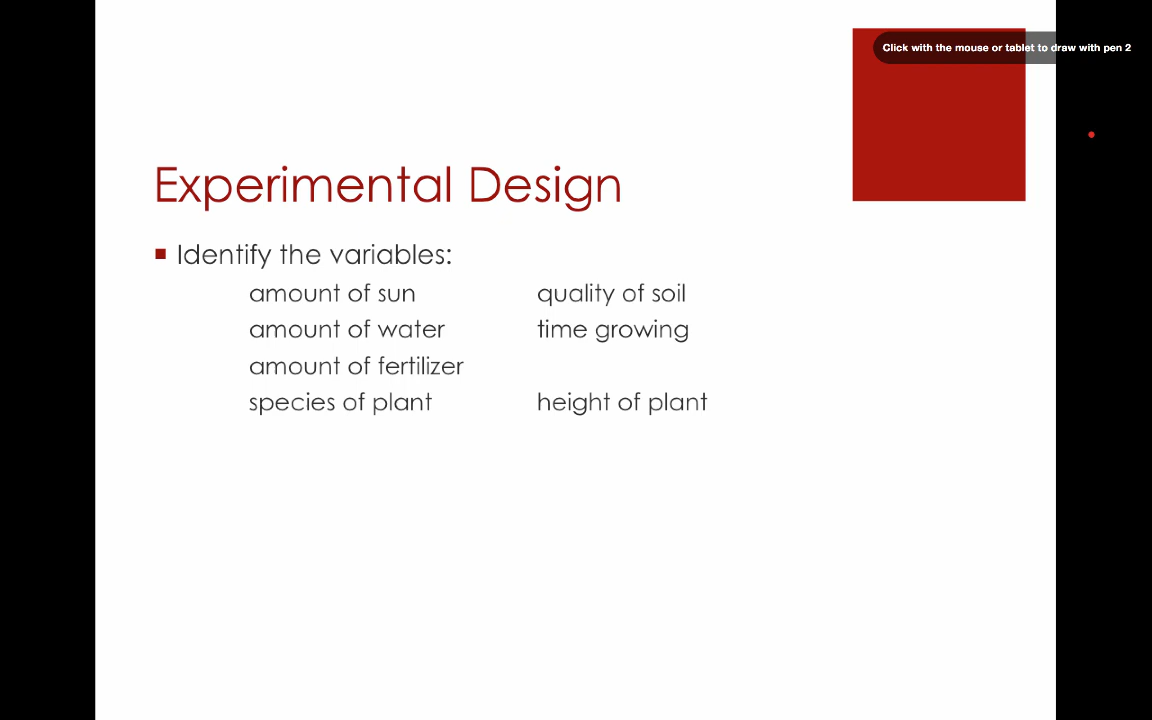 Click with the mouse or tablet to draw with pen 2
Experimental Design
Identify the variables:
amount of sun quality of soil
amount of water time growing
amount of fertilizer
species of plant height of plant